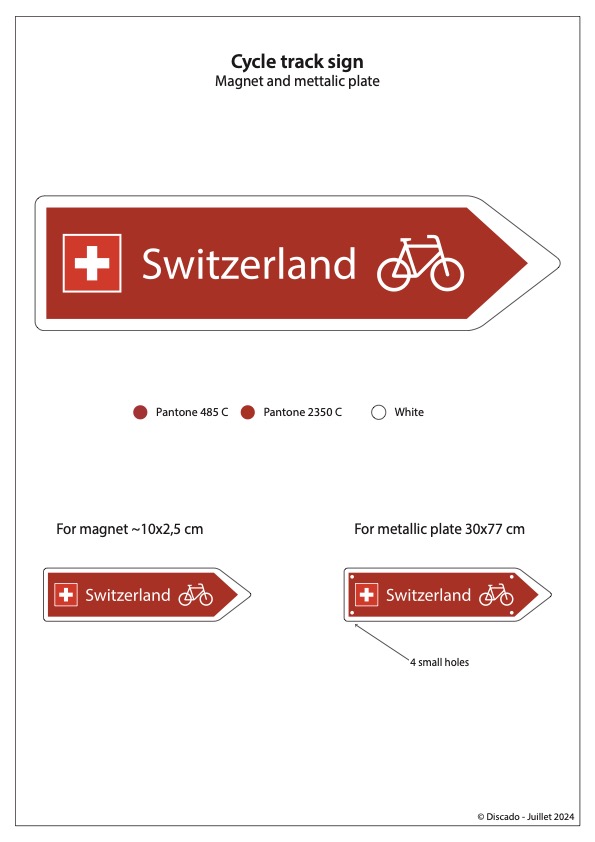 Cycle track sign
Magnet and mettalic plate
Switzerland
Pantone 485 C Pantone 2350 C White
For magnet ~10x2,5 cm For metallic plate 30x77 cm
Switzerland Switzerland
4 small holes
© Discado - Juillet 2024